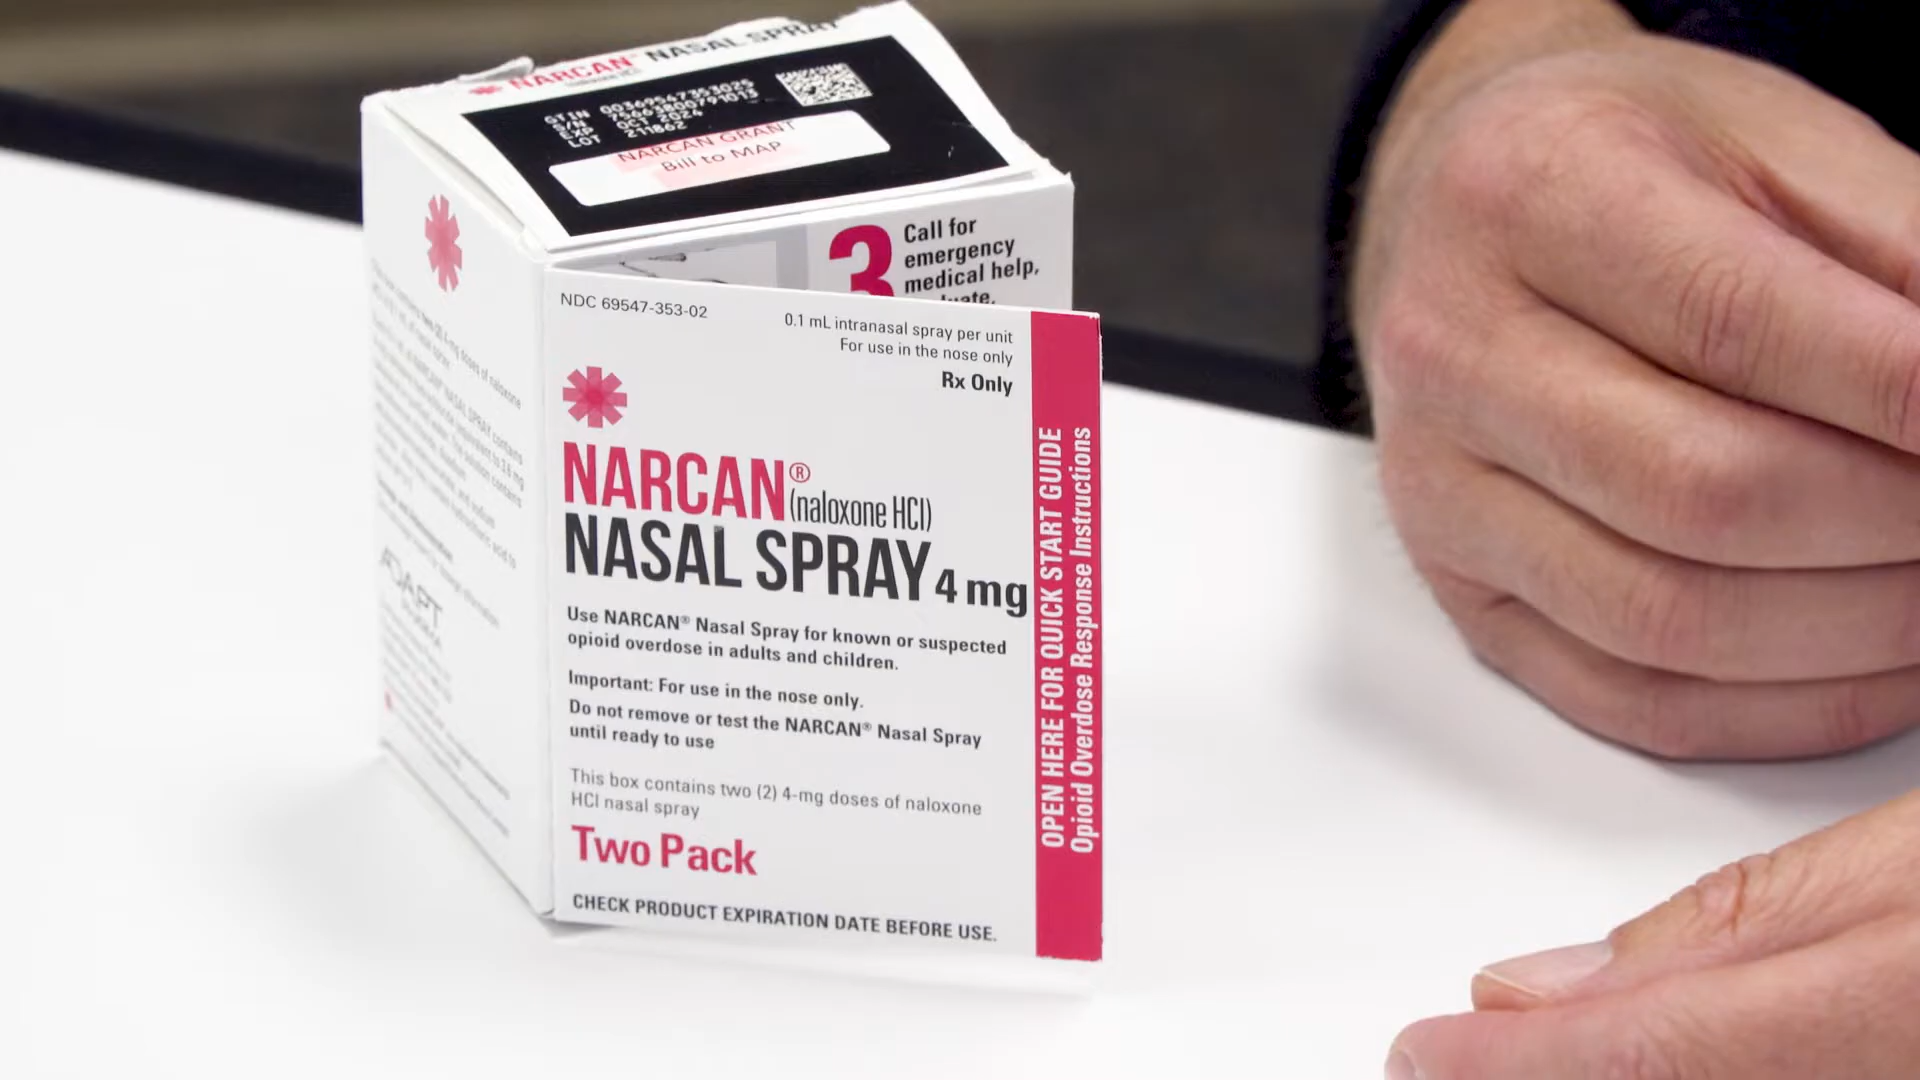 NARCAN NASAL SPRAY
GTIN 00369547353025
S/N 75663800791013
EXP OCT 2024
LOT 211862
NARCAN GRANT
Bill to MAP
3
Call for
emergency
medical help,
NDC 69547-353-02
0.1 mL intranasal spray per unit
For use in the nose only
Rx Only
NARCAN®
(naloxone HCl)
NASAL SPRAY 4 mg
Use NARCAN® Nasal Spray for known or suspected
opioid overdose in adults and children.
Important: For use in the nose only.
Do not remove or test the NARCAN® Nasal Spray
until ready to use
This box contains two (2) 4-mg doses of naloxone
HCl nasal spray
Two Pack
CHECK PRODUCT EXPIRATION DATE BEFORE USE.
OPEN HERE FOR QUICK START GUIDE
Opioid Overdose Response Instructions
ADAPT
PHARMA